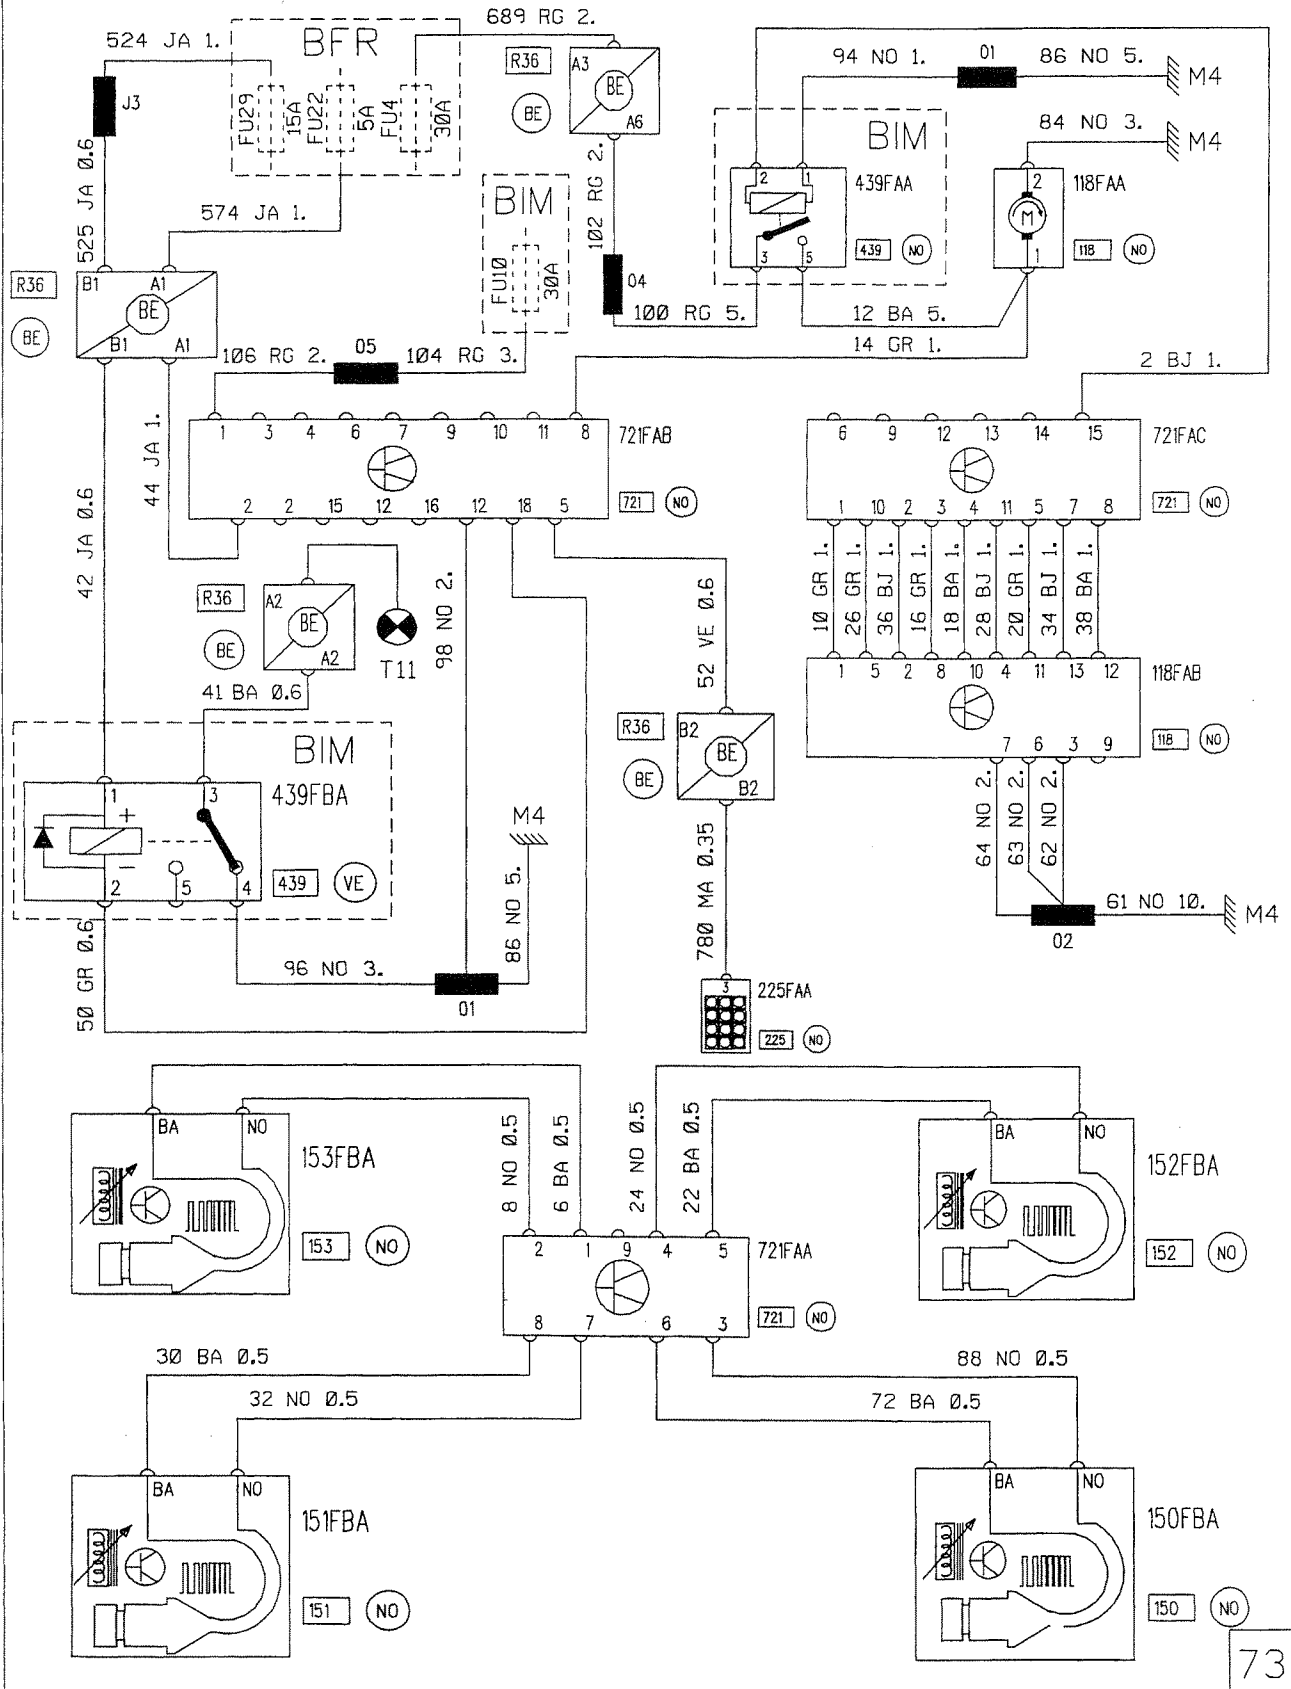 689 RG 2.
524 JA 1.
BFR
R36
A3
BE
BE
A6
94 NO 1.
01
86 NO 5.
M4
J3
FU29
15A
FU22
5A
FU4
30A
84 NO 3.
M4
BIM
2
1
439FAA
439
NO
3
5
2
118FAA
M
118
NO
1
525 JA 0.6
574 JA 1.
BIM
FU10
30A
102 RG 2.
04
100 RG 5.
12 BA 5.
14 GR 1.
2 BJ 1.
R36
BE
B1
A1
BE
B1
A1
106 RG 2.
05
104 RG 3.
1
3
4
6
7
9
10
11
8
721FAB
2
2
15
12
16
12
18
5
721
NO
6
9
12
13
14
15
721FAC
1
10
2
3
4
11
5
7
8
721
NO
42 JA 0.6
44 JA 1.
10 GR 1.
26 GR 1.
36 BJ 1.
16 GR 1.
18 BA 1.
28 BJ 1.
20 GR 1.
34 BJ 1.
38 BA 1.
R36
BE
A2
BE
A2
T11
98 NO 2.
52 VE 0.6
41 BA 0.6
1
5
2
8
10
4
11
13
12
118FAB
7
6
3
9
118
NO
R36
BE
B2
BE
B2
BIM
1
3
439FBA
+
−
2
5
4
439
VE
M4
86 NO 5.
780 MA 0.35
64 NO 2.
63 NO 2.
62 NO 2.
61 NO 10.
02
M4
50 GR 0.6
96 NO 3.
01
3
225FAA
225
NO
BA
NO
153FBA
153
NO
8 NO 0.5
6 BA 0.5
24 NO 0.5
22 BA 0.5
BA
NO
152FBA
152
NO
2
1
9
4
5
721FAA
8
7
6
3
721
NO
30 BA 0.5
32 NO 0.5
88 NO 0.5
72 BA 0.5
BA
NO
151FBA
151
NO
BA
NO
150FBA
150
NO
73